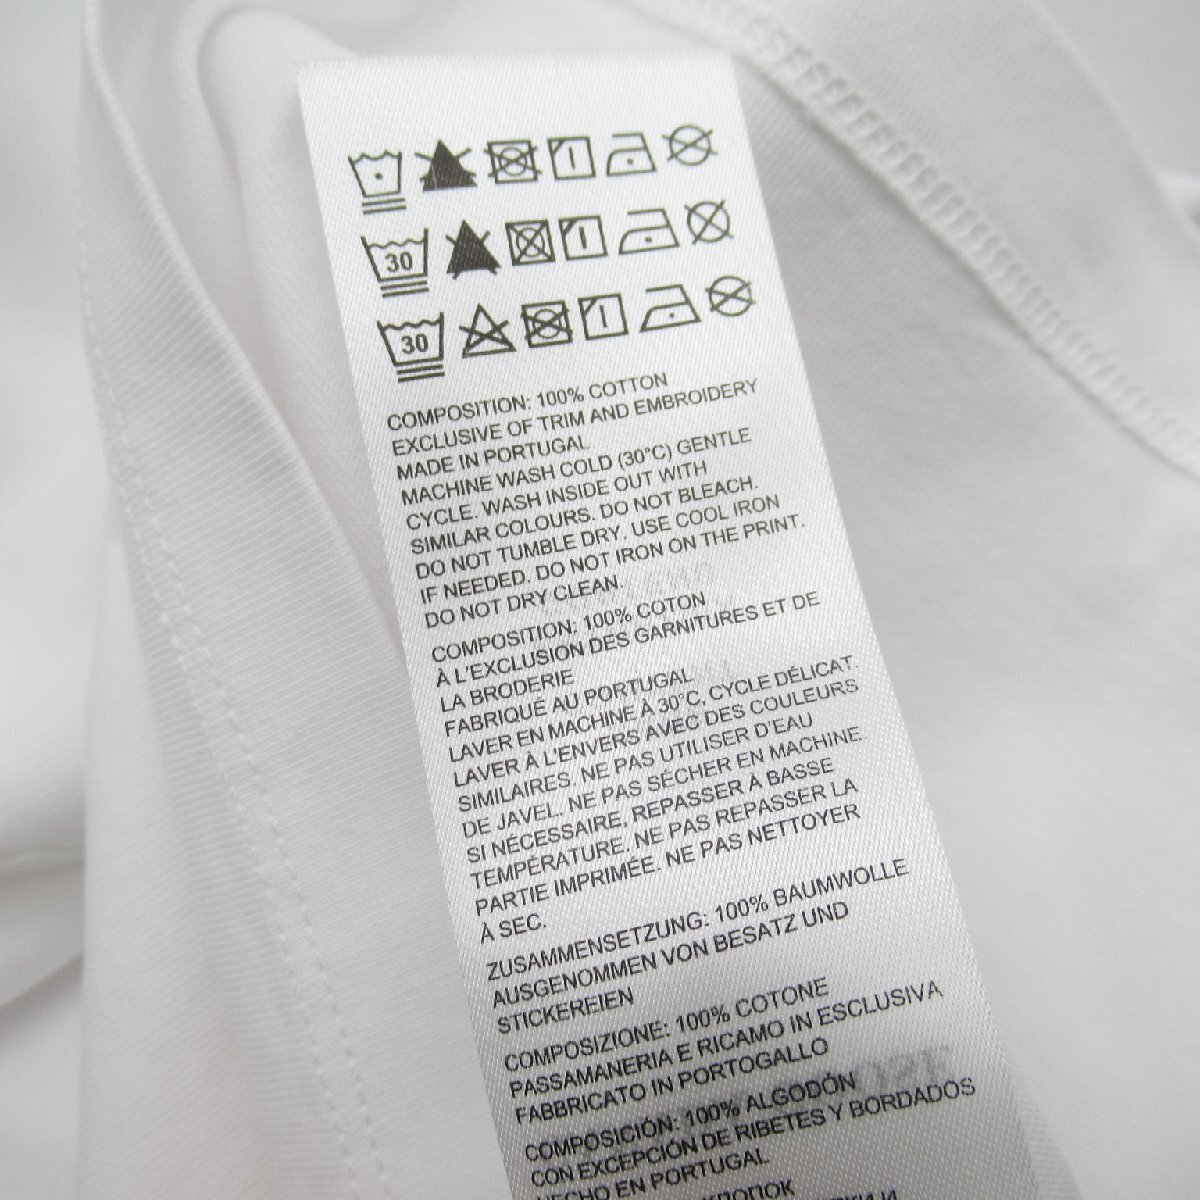 30
30
COMPOSITION: 100% COTTON
EXCLUSIVE OF TRIM AND EMBROIDERY
MADE IN PORTUGAL
MACHINE WASH COLD (30°C) GENTLE
CYCLE. WASH INSIDE OUT WITH
SIMILAR COLOURS. DO NOT BLEACH.
DO NOT TUMBLE DRY. USE COOL IRON
IF NEEDED. DO NOT IRON ON THE PRINT.
DO NOT DRY CLEAN.
COMPOSITION: 100% COTON
À L'EXCLUSION DES GARNITURES ET DE
LA BRODERIE
FABRIQUÉ AU PORTUGAL
LAVER EN MACHINE À 30°C, CYCLE DÉLICAT.
LAVER À L'ENVERS AVEC DES COULEURS
SIMILAIRES. NE PAS UTILISER D'EAU
DE JAVEL. NE PAS SÉCHER EN MACHINE.
SI NÉCESSAIRE, REPASSER À BASSE
TEMPÉRATURE. NE PAS REPASSER LA
PARTIE IMPRIMÉE. NE PAS NETTOYER
À SEC.
ZUSAMMENSETZUNG: 100% BAUMWOLLE
AUSGENOMMEN VON BESATZ UND
STICKEREIEN
COMPOSIZIONE: 100% COTONE
PASSAMANERIA E RICAMO IN ESCLUSIVA
FABBRICATO IN PORTOGALLO
COMPOSICIÓN: 100% ALGODÓN
CON EXCEPCIÓN DE RIBETES Y BORDADOS
HECHO EN PORTUGAL
ХЛОПОК